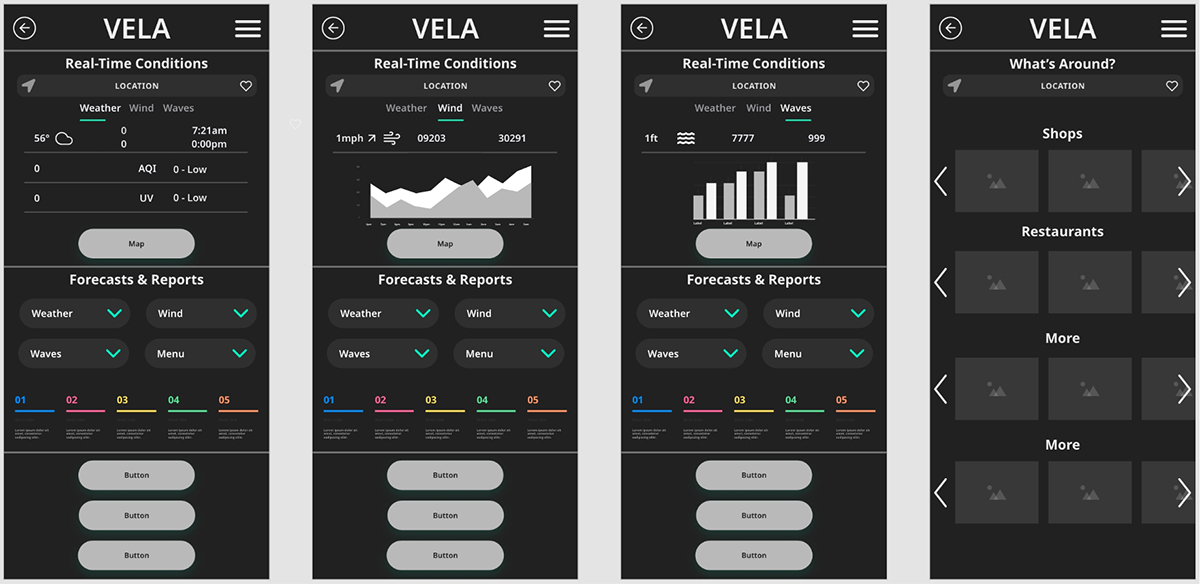 VELA
Real-Time Conditions
LOCATION
Weather Wind Waves
56° 0 7:21am
0 0:00pm
0 AQI 0 - Low
0 UV 0 - Low
Map
Forecasts & Reports
Weather Wind
Waves Menu
01 02 03 04 05
Button
Button
Button
VELA
Real-Time Conditions
LOCATION
Weather Wind Waves
1mph 09203 30291
Map
Forecasts & Reports
Weather Wind
Waves Menu
01 02 03 04 05
Button
Button
Button
VELA
Real-Time Conditions
LOCATION
Weather Wind Waves
1ft 7777 999
Label Label Label Label
Map
Forecasts & Reports
Weather Wind
Waves Menu
01 02 03 04 05
Button
Button
Button
VELA
What's Around?
LOCATION
Shops
Restaurants
More
More